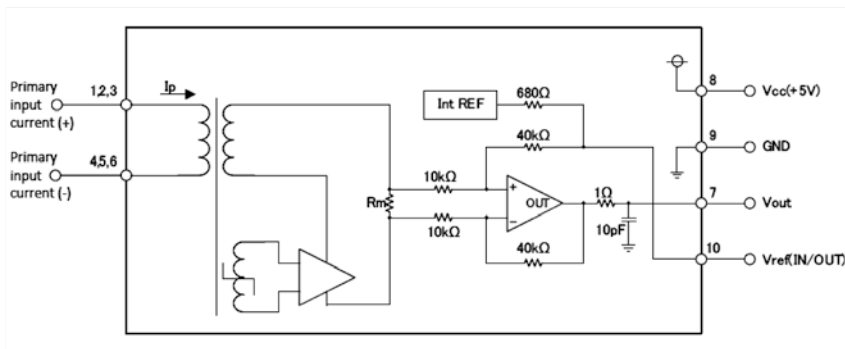 Primary
input
current (+)
1,2,3
Ip
Primary
input
current (-)
4,5,6
Int REF
680Ω
40kΩ
10kΩ
Rm
10kΩ
+
OUT
−
40kΩ
1Ω
10pF
8
Vcc(+5V)
9
GND
7
Vout
10
Vref(IN/OUT)